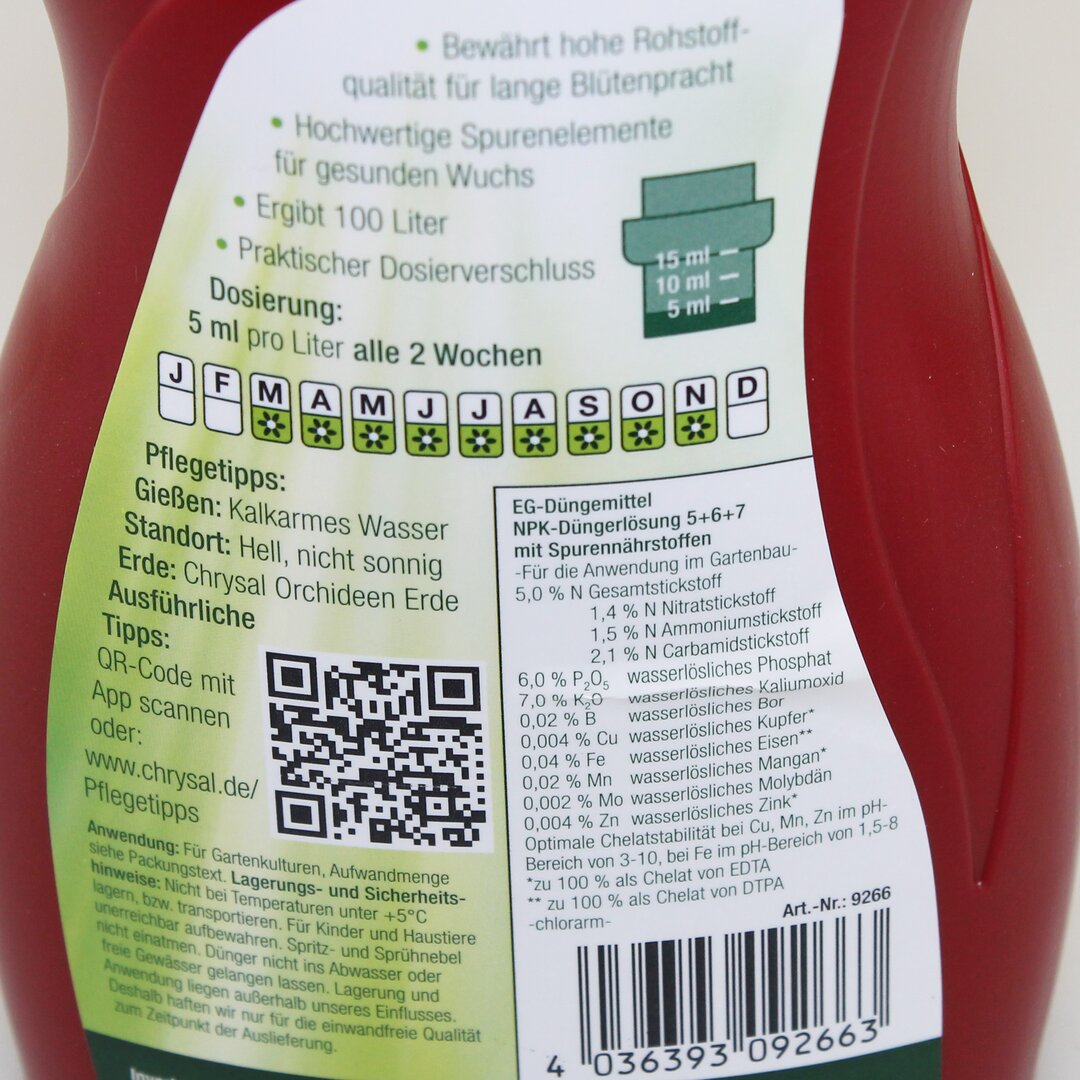 • Bewährt hohe Rohstoff-
qualität für lange Blütenpracht
• Hochwertige Spurenelemente
für gesunden Wuchs
• Ergibt 100 Liter
• Praktischer Dosierverschluss
15 ml
10 ml
5 ml
Dosierung:
5 ml pro Liter alle 2 Wochen
J F M A M J J A S O N D
Pflegetipps:
Gießen: Kalkarmes Wasser
Standort: Hell, nicht sonnig
Erde: Chrysal Orchideen Erde
Ausführliche
Tipps:
QR-Code mit
App scannen
oder:
www.chrysal.de/
Pflegetipps
Anwendung: Für Gartenkulturen, Aufwandmenge
siehe Packungstext. Lagerungs- und Sicherheits-
hinweise: Nicht bei Temperaturen unter +5°C
lagern, bzw. transportieren. Für Kinder und Haustiere
unerreichbar aufbewahren. Spritz- und Sprühnebel
nicht einatmen. Dünger nicht ins Abwasser oder
freie Gewässer gelangen lassen. Lagerung und
Anwendung liegen außerhalb unseres Einflusses.
Deshalb haften wir nur für die einwandfreie Qualität
zum Zeitpunkt der Auslieferung.
EG-Düngemittel
NPK-Düngerlösung 5+6+7
mit Spurennährstoffen
-Für die Anwendung im Gartenbau-
5,0 % N Gesamtstickstoff
1,4 % N Nitratstickstoff
1,5 % N Ammoniumstickstoff
2,1 % N Carbamidstickstoff
6,0 % P₂O₅ wasserlösliches Phosphat
7,0 % K₂O wasserlösliches Kaliumoxid
0,02 % B wasserlösliches Bor
0,004 % Cu wasserlösliches Kupfer*
0,04 % Fe wasserlösliches Eisen**
0,02 % Mn wasserlösliches Mangan*
0,002 % Mo wasserlösliches Molybdän
0,004 % Zn wasserlösliches Zink*
Optimale Chelatstabilität bei Cu, Mn, Zn im pH-
Bereich von 3-10, bei Fe im pH-Bereich von 1,5-8
*zu 100 % als Chelat von EDTA
** zu 100 % als Chelat von DTPA
-chlorarm-
Art.-Nr.: 9266
4 036393 092663